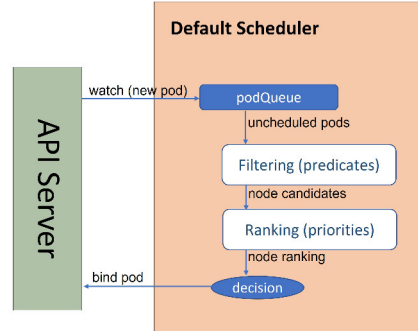 Default Scheduler
API Server
watch (new pod)
podQueue
uncheduled pods
Filtering (predicates)
node candidates
Ranking (priorities)
node ranking
bind pod
decision